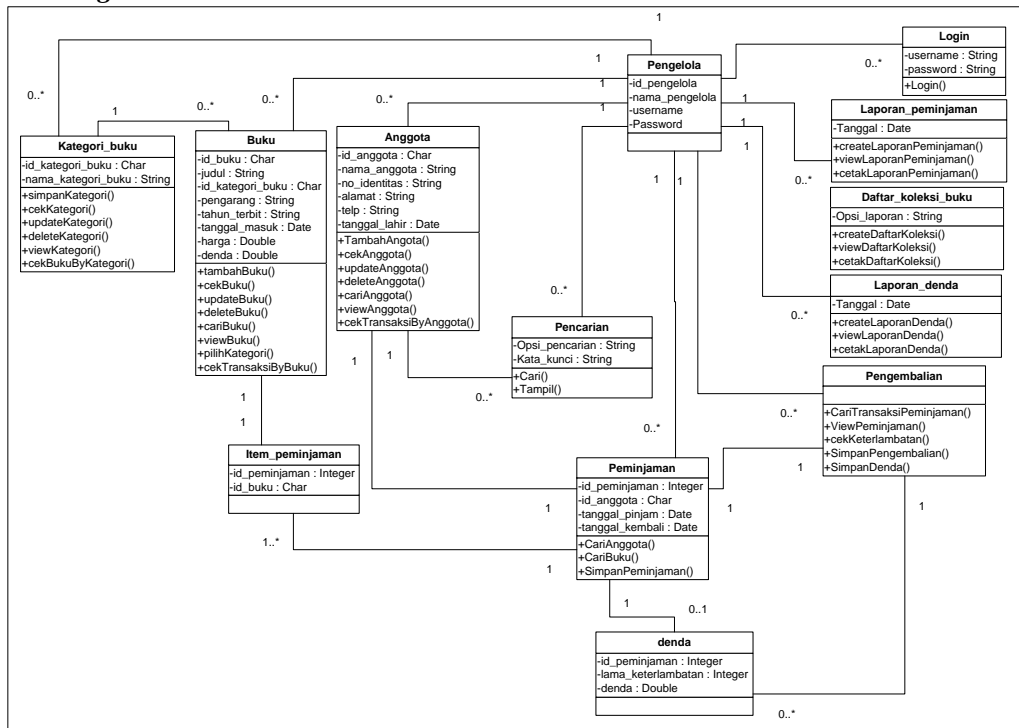 1
Login
-username : String
-password : String
+Login()
1
1
0..*
Pengelola
-id_pengelola
-nama_pengelola
-username
-Password
1
1
1
1
1
1
1
0..*
0..*
0..*
1
0..*
Laporan_peminjaman
-Tanggal : Date
+createLaporanPeminjaman()
+viewLaporanPeminjaman()
+cetakLaporanPeminjaman()
0..*
Kategori_buku
-id_kategori_buku : Char
-nama_kategori_buku : String
+simpanKategori()
+cekKategori()
+updateKategori()
+deleteKategori()
+viewKategori()
+cekBukuByKategori()
Buku
-id_buku : Char
-judul : String
-id_kategori_buku : Char
-pengarang : String
-tahun_terbit : String
-tanggal_masuk : Date
-harga : Double
-denda : Double
+tambahBuku()
+cekBuku()
+updateBuku()
+deleteBuku()
+cariBuku()
+viewBuku()
+pilihKategori()
+cekTransaksiByBuku()
Anggota
-id_anggota : Char
-nama_anggota : String
-no_identitas : String
-alamat : String
-telp : String
-tanggal_lahir : Date
+TambahAngota()
+cekAnggota()
+updateAnggota()
+deleteAnggota()
+cariAnggota()
+viewAnggota()
+cekTransaksiByAnggota()
Daftar_koleksi_buku
-Opsi_laporan : String
+createDaftarKoleksi()
+viewDaftarKoleksi()
+cetakDaftarKoleksi()
Laporan_denda
-Tanggal : Date
+createLaporanDenda()
+viewLaporanDenda()
+cetakLaporanDenda()
0..*
0..*
Pencarian
-Opsi_pencarian : String
-Kata_kunci : String
+Cari()
+Tampil()
1
1
0..*
Pengembalian
+CariTransaksiPeminjaman()
+ViewPeminjaman()
+cekKeterlambatan()
+SimpanPengembalian()
+SimpanDenda()
0..*
1
1
0..*
Item_peminjaman
-id_peminjaman : Integer
-id_buku : Char
Peminjaman
-id_peminjaman : Integer
-id_anggota : Char
-tanggal_pinjam : Date
-tanggal_kembali : Date
+CariAnggota()
+CariBuku()
+SimpanPeminjaman()
1
1
1
1
1..*
1
1
0..1
denda
-id_peminjaman : Integer
-lama_keterlambatan : Integer
-denda : Double
0..*